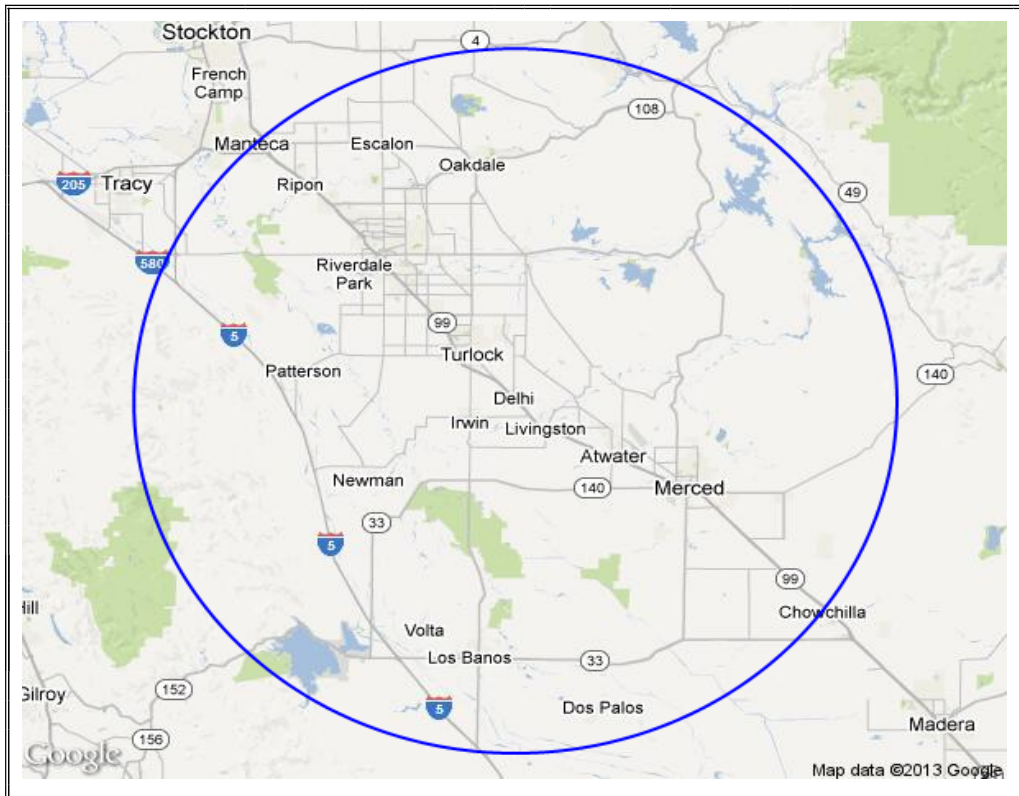 Stockton
4
French
Camp
108
Manteca
Escalon
Oakdale
205
Tracy
Ripon
49
580
Riverdale
Park
99
5
Turlock
Patterson
140
Delhi
Irwin
Livingston
Atwater
Newman
140
Merced
33
5
99
Chowchilla
Volta
Los Banos
33
152
Gilroy
5
Dos Palos
Madera
156
Google
Map data ©2013 Google